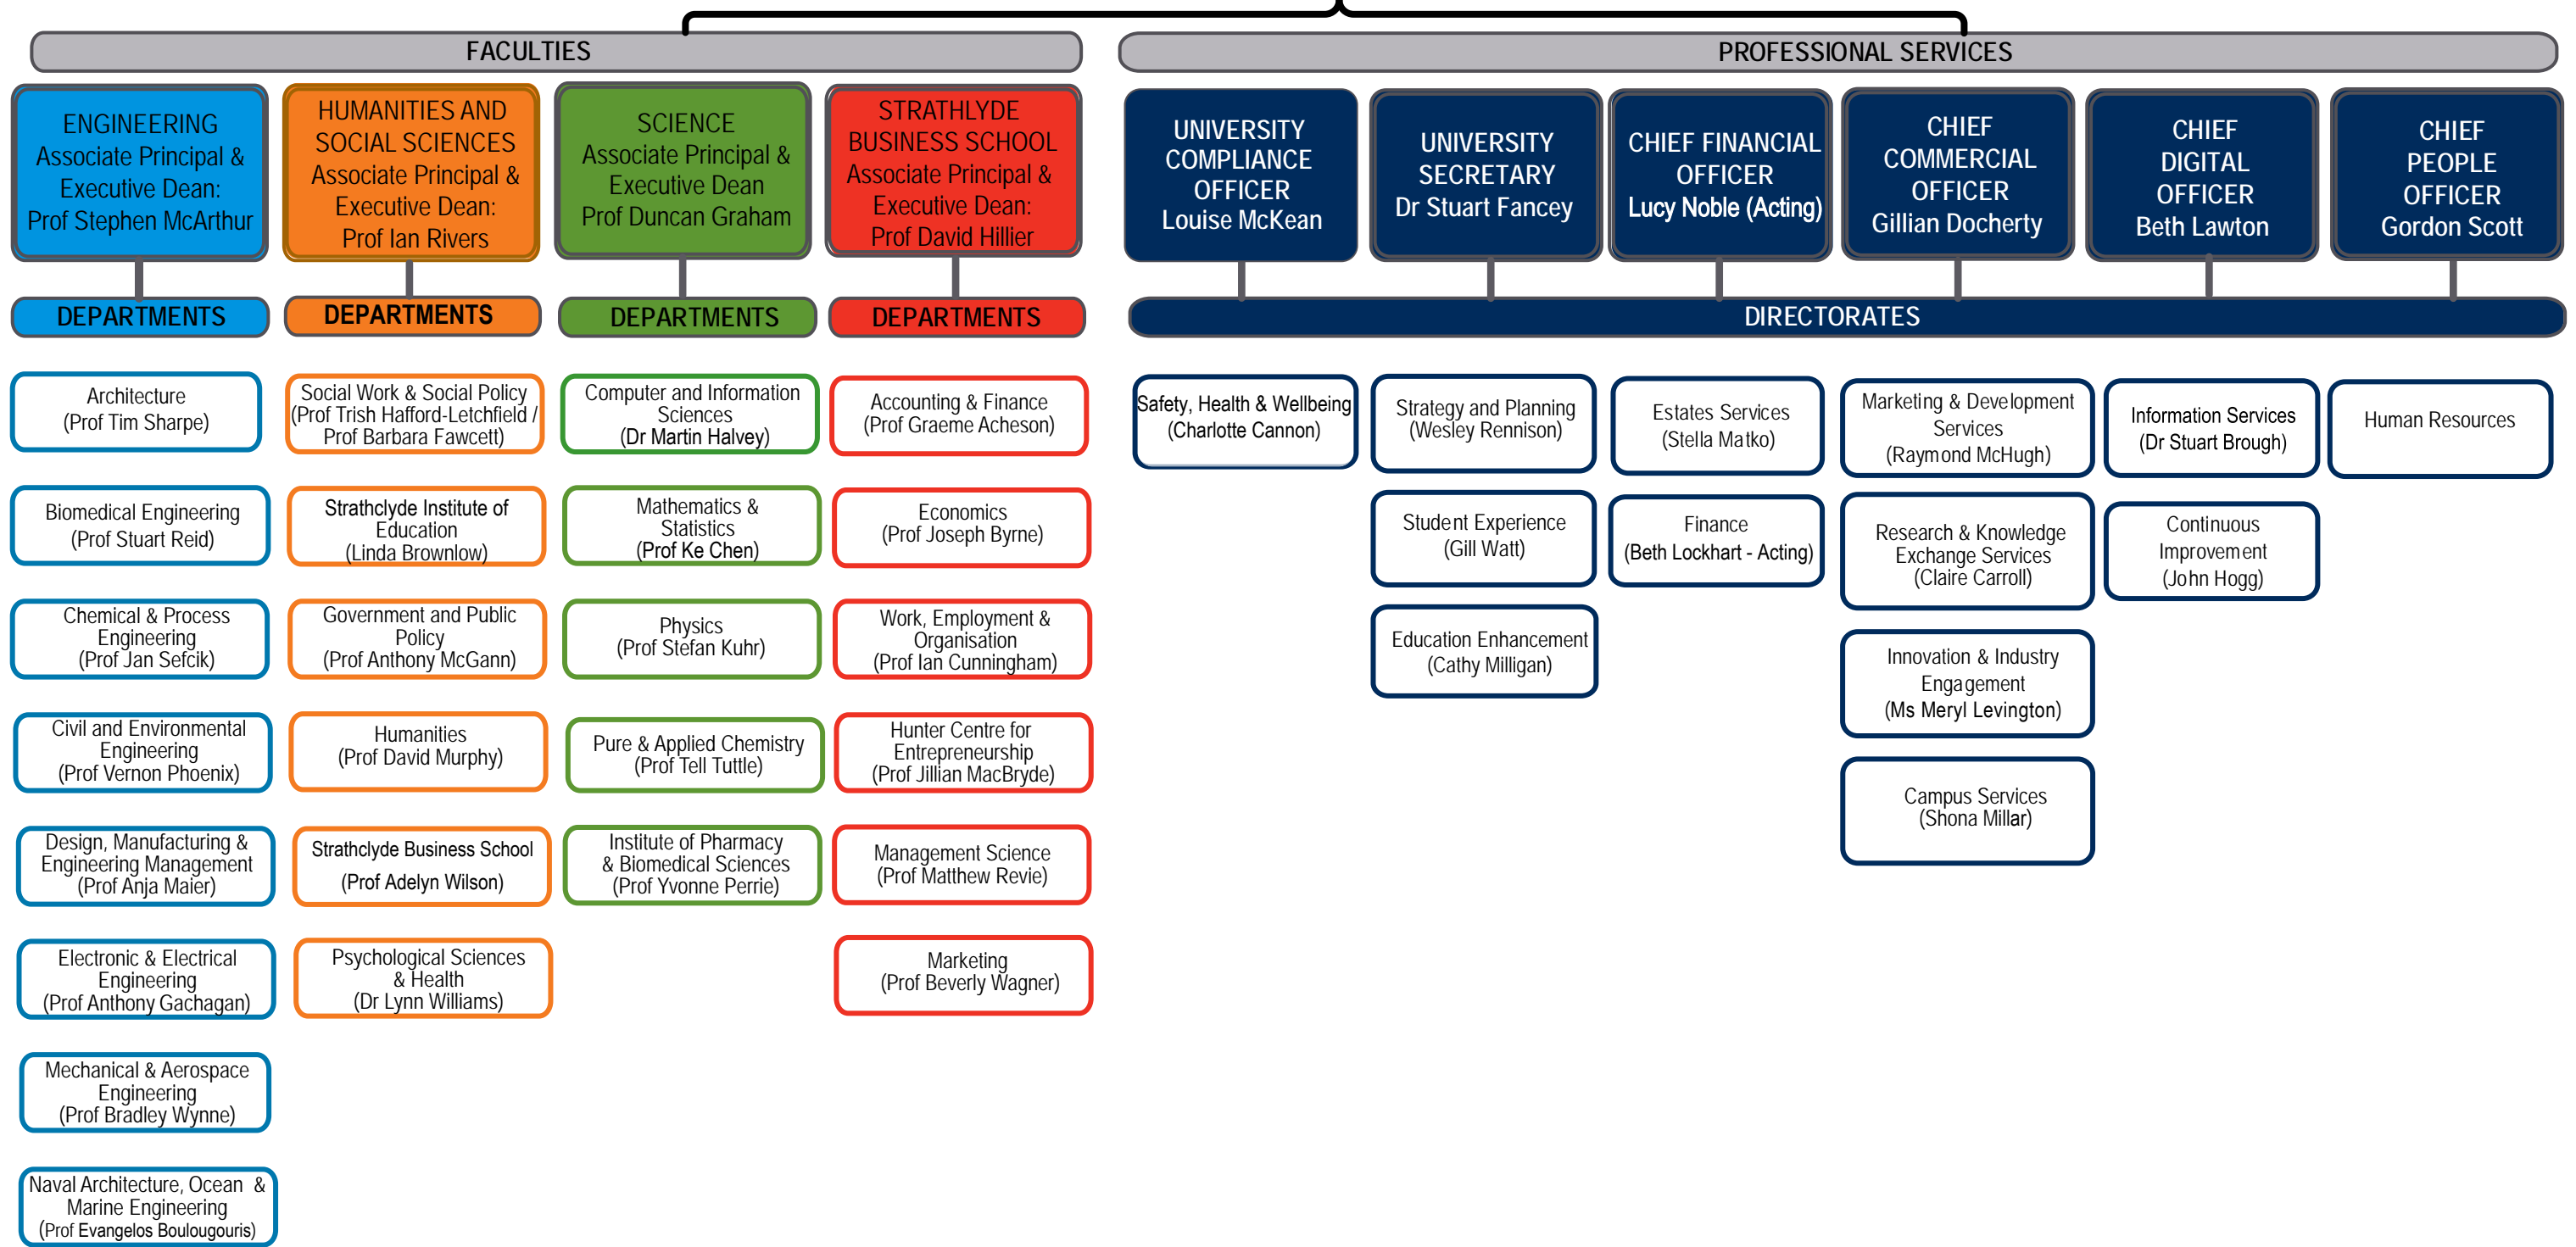 FACULTIES
PROFESSIONAL SERVICES
ENGINEERING
Associate Principal &
Executive Dean:
Prof Stephen McArthur
HUMANITIES AND
SOCIAL SCIENCES
Associate Principal &
Executive Dean:
Prof Ian Rivers
SCIENCE
Associate Principal &
Executive Dean
Prof Duncan Graham
STRATHLYDE
BUSINESS SCHOOL
Associate Principal &
Executive Dean:
Prof David Hillier
UNIVERSITY
COMPLIANCE
OFFICER
Louise McKean
UNIVERSITY
SECRETARY
Dr Stuart Fancey
CHIEF FINANCIAL
OFFICER
Lucy Noble (Acting)
CHIEF
COMMERCIAL
OFFICER
Gillian Docherty
CHIEF
DIGITAL
OFFICER
Beth Lawton
CHIEF
PEOPLE
OFFICER
Gordon Scott
DEPARTMENTS
DEPARTMENTS
DEPARTMENTS
DEPARTMENTS
DIRECTORATES
Architecture
(Prof Tim Sharpe)
Biomedical Engineering
(Prof Stuart Reid)
Chemical & Process
Engineering
(Prof Jan Sefcik)
Civil and Environmental
Engineering
(Prof Vernon Phoenix)
Design, Manufacturing &
Engineering Management
(Prof Anja Maier)
Electronic & Electrical
Engineering
(Prof Anthony Gachagan)
Mechanical & Aerospace
Engineering
(Prof Bradley Wynne)
Naval Architecture, Ocean &
Marine Engineering
(Prof Evangelos Boulougouris)
Social Work & Social Policy
(Prof Trish Hafford-Letchfield /
Prof Barbara Fawcett)
Strathclyde Institute of
Education
(Linda Brownlow)
Government and Public
Policy
(Prof Anthony McGann)
Humanities
(Prof David Murphy)
Strathclyde Business School
(Prof Adelyn Wilson)
Psychological Sciences
& Health
(Dr Lynn Williams)
Computer and Information
Sciences
(Dr Martin Halvey)
Mathematics &
Statistics
(Prof Ke Chen)
Physics
(Prof Stefan Kuhr)
Pure & Applied Chemistry
(Prof Tell Tuttle)
Institute of Pharmacy
& Biomedical Sciences
(Prof Yvonne Perrie)
Accounting & Finance
(Prof Graeme Acheson)
Economics
(Prof Joseph Byrne)
Work, Employment &
Organisation
(Prof Ian Cunningham)
Hunter Centre for
Entrepreneurship
(Prof Jillian MacBryde)
Management Science
(Prof Matthew Revie)
Marketing
(Prof Beverly Wagner)
Safety, Health & Wellbeing
(Charlotte Cannon)
Strategy and Planning
(Wesley Rennison)
Student Experience
(Gill Watt)
Education Enhancement
(Cathy Milligan)
Estates Services
(Stella Matko)
Finance
(Beth Lockhart - Acting)
Marketing & Development
Services
(Raymond McHugh)
Research & Knowledge
Exchange Services
(Claire Carroll)
Innovation & Industry
Engagement
(Ms Meryl Levington)
Campus Services
(Shona Millar)
Information Services
(Dr Stuart Brough)
Continuous
Improvement
(John Hogg)
Human Resources